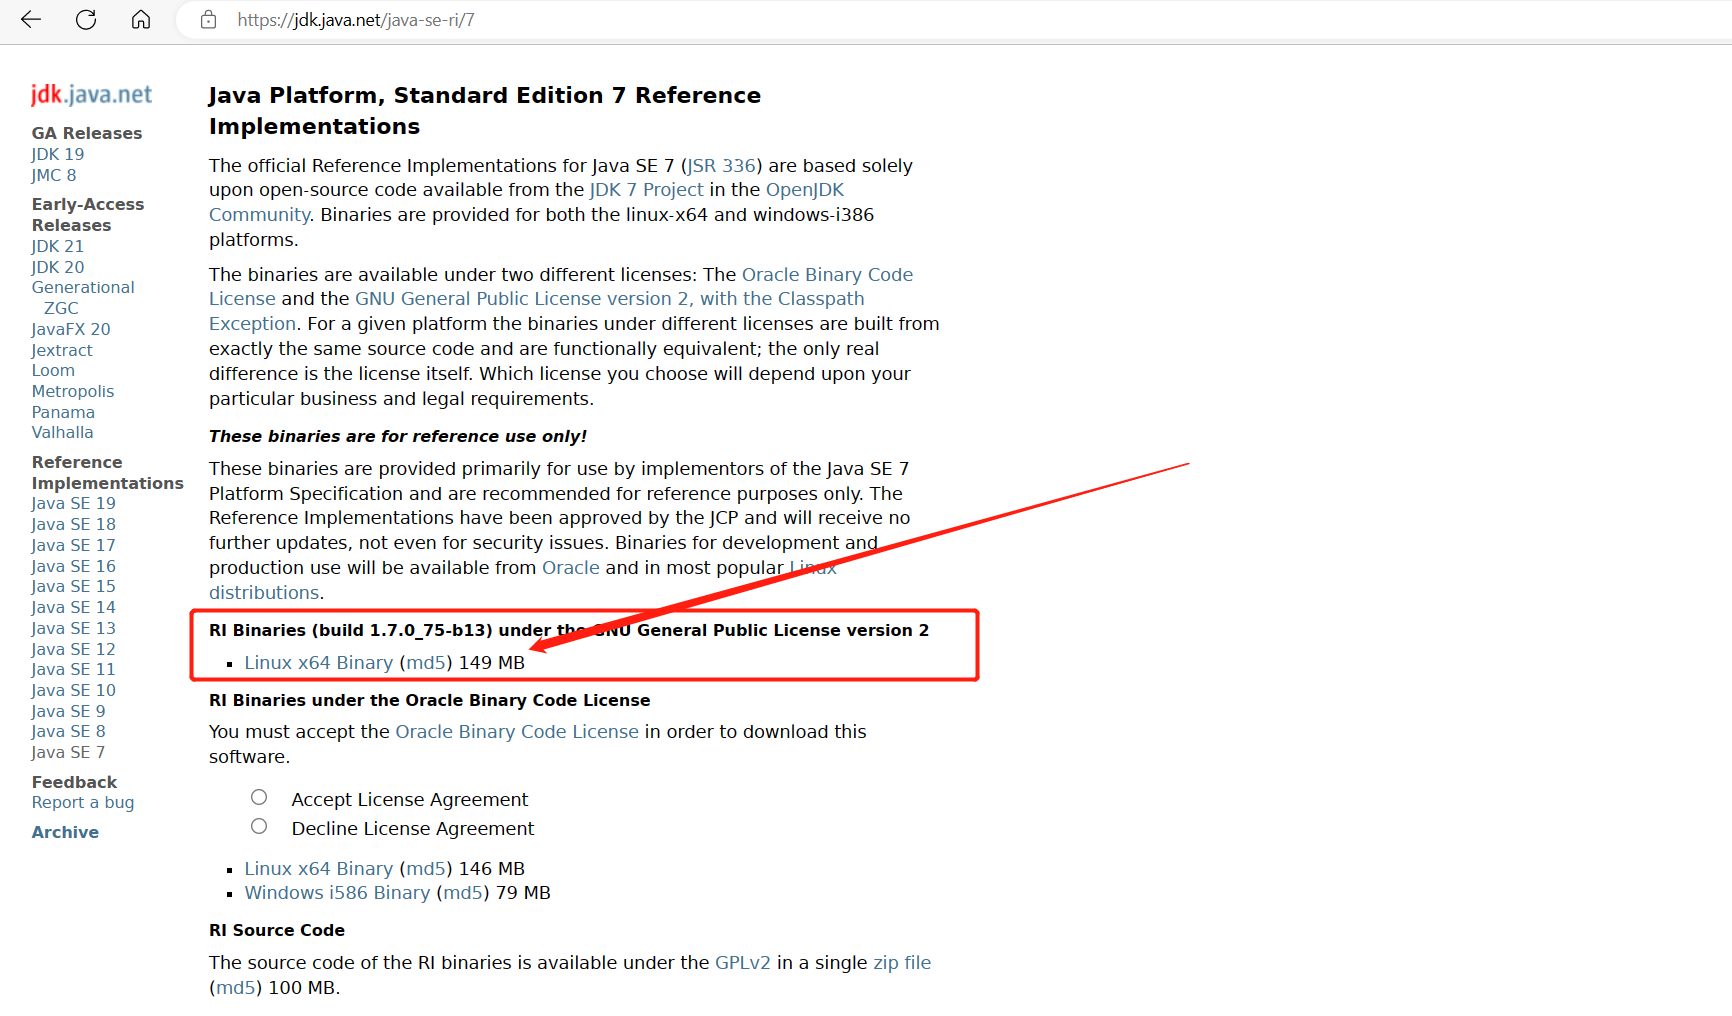 https://jdk.java.net/java-se-ri/7
jdk.java.net
GA Releases
JDK 19
JMC 8
Early-Access
Releases
JDK 21
JDK 20
Generational
ZGC
JavaFX 20
Jextract
Loom
Metropolis
Panama
Valhalla
Reference
Implementations
Java SE 19
Java SE 18
Java SE 17
Java SE 16
Java SE 15
Java SE 14
Java SE 13
Java SE 12
Java SE 11
Java SE 10
Java SE 9
Java SE 8
Java SE 7
Feedback
Report a bug
Archive
Java Platform, Standard Edition 7 Reference
Implementations
The official Reference Implementations for Java SE 7 (JSR 336) are based solely
upon open-source code available from the JDK 7 Project in the OpenJDK
Community. Binaries are provided for both the linux-x64 and windows-i386
platforms.
The binaries are available under two different licenses: The Oracle Binary Code
License and the GNU General Public License version 2, with the Classpath
Exception. For a given platform the binaries under different licenses are built from
exactly the same source code and are functionally equivalent; the only real
difference is the license itself. Which license you choose will depend upon your
particular business and legal requirements.
These binaries are for reference use only!
These binaries are provided primarily for use by implementors of the Java SE 7
Platform Specification and are recommended for reference purposes only. The
Reference Implementations have been approved by the JCP and will receive no
further updates, not even for security issues. Binaries for development and
production use will be available from Oracle and in most popular Linux
distributions.
RI Binaries (build 1.7.0_75-b13) under the GNU General Public License version 2
▪ Linux x64 Binary (md5) 149 MB
RI Binaries under the Oracle Binary Code License
You must accept the Oracle Binary Code License in order to download this
software.
Accept License Agreement
Decline License Agreement
▪ Linux x64 Binary (md5) 146 MB
▪ Windows i586 Binary (md5) 79 MB
RI Source Code
The source code of the RI binaries is available under the GPLv2 in a single zip file
(md5) 100 MB.